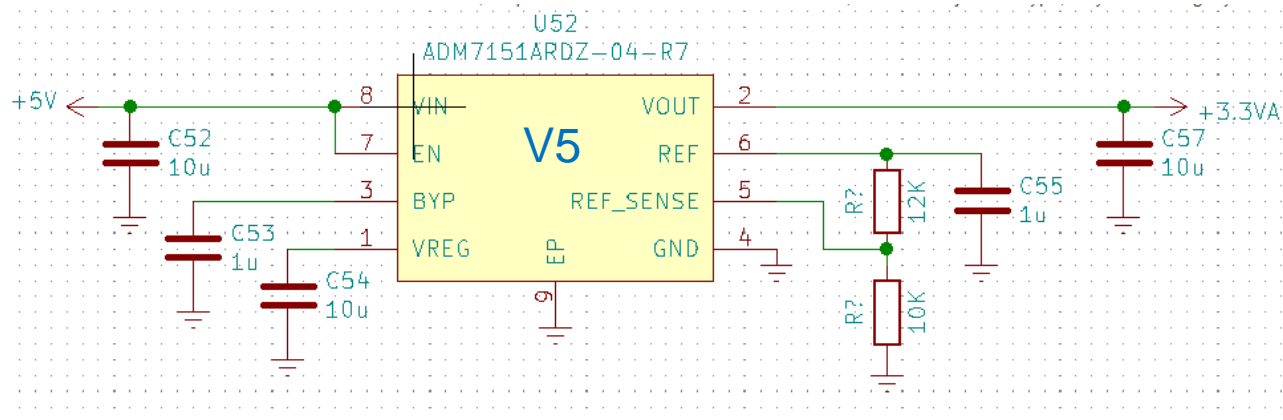 U52
ADM7151ARDZ-04-R7
+5V
8
VIN
VOUT
2
+3.3VA
C52
10u
7
EN
V5
REF
6
C57
10u
3
BYP
REF_SENSE
5
R?
12K
C55
1u
C53
1u
1
VREG
EP
GND
4
C54
10u
9
R?
10K